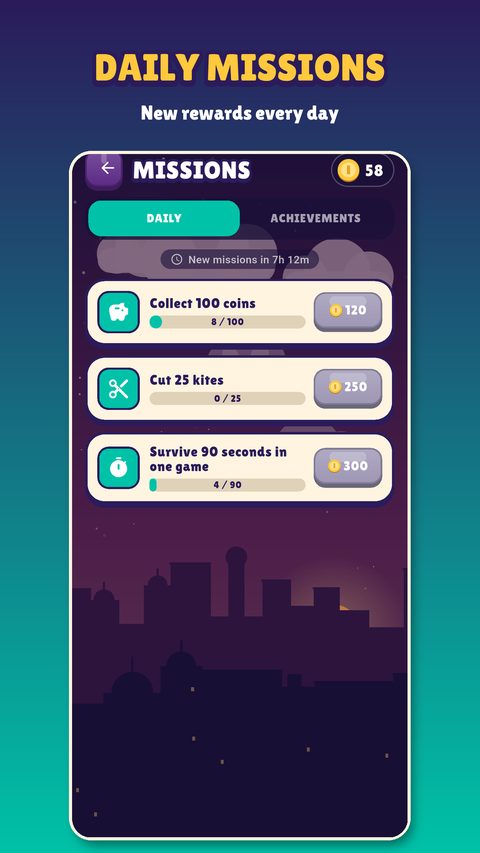 DAILY MISSIONS
New rewards every day
MISSIONS
58
DAILY
ACHIEVEMENTS
New missions in 7h 12m
Collect 100 coins
8 / 100
120
Cut 25 kites
0 / 25
250
Survive 90 seconds in
one game
4 / 90
300